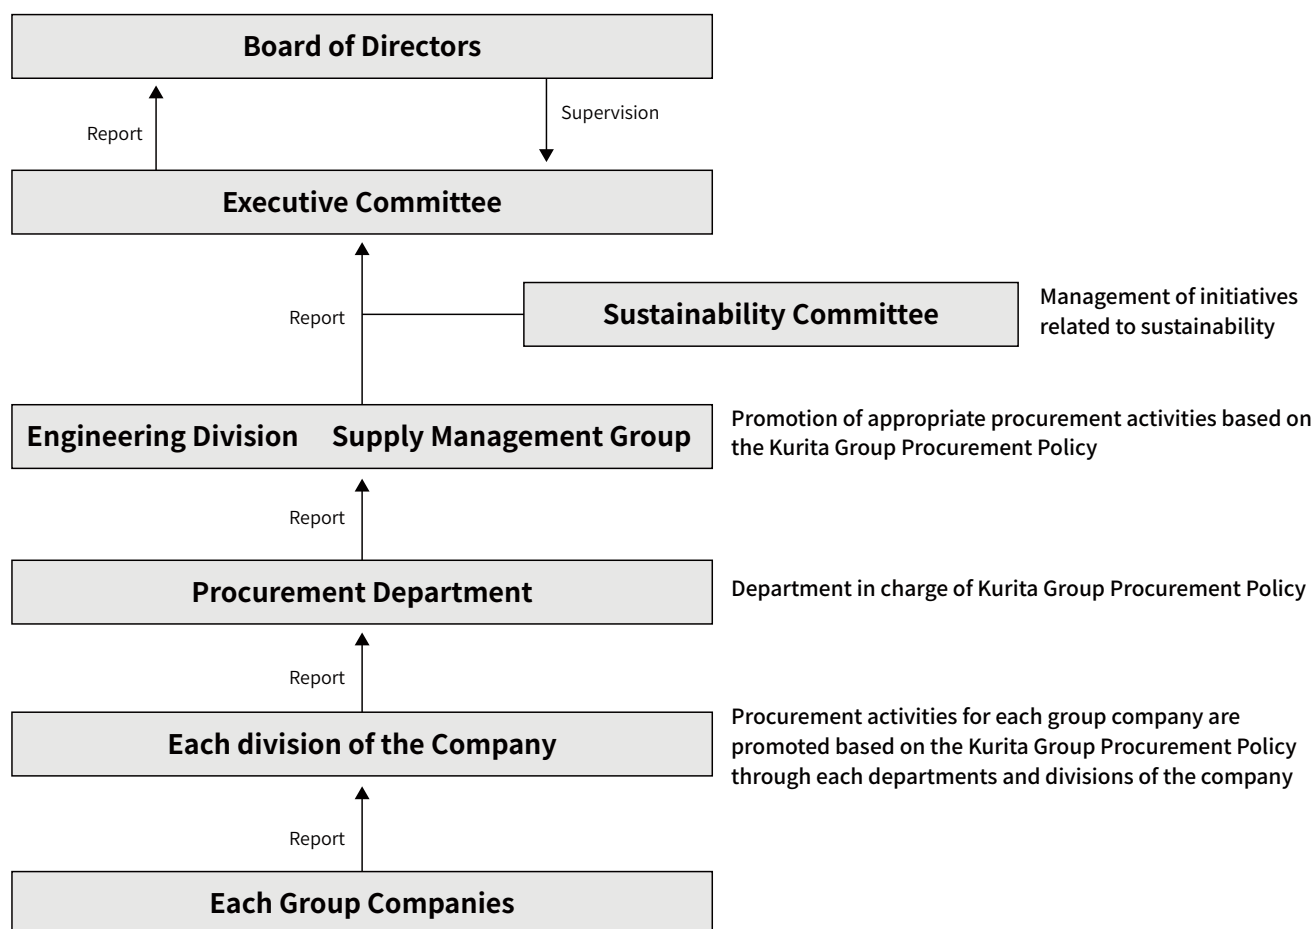 Board of Directors
Report
Supervision
Executive Committee
Report
Sustainability Committee
Management of initiatives
related to sustainability
Engineering Division Supply Management Group
Promotion of appropriate procurement activities based on
the Kurita Group Procurement Policy
Report
Procurement Department
Department in charge of Kurita Group Procurement Policy
Report
Each division of the Company
Procurement activities for each group company are
promoted based on the Kurita Group Procurement Policy
through each departments and divisions of the company
Report
Each Group Companies